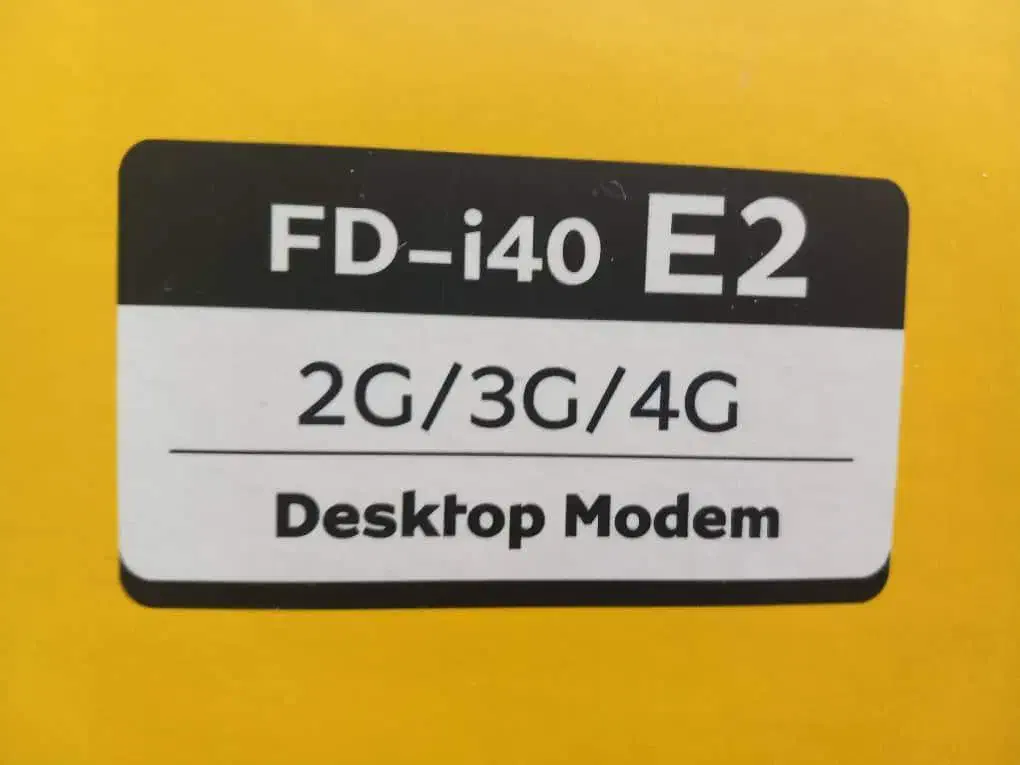 FD-i40 E2
2G/3G/4G
Desktop Modem